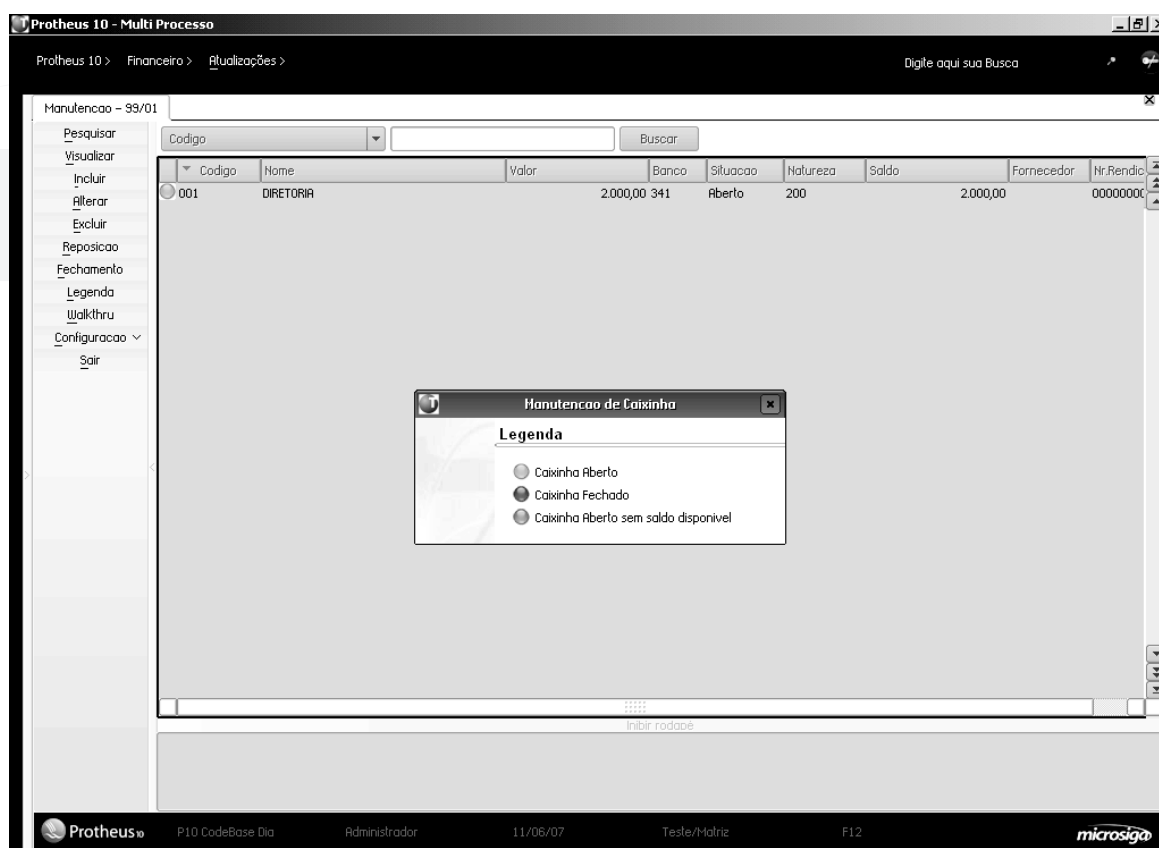 Protheus 10 - Multi Processo
Protheus 10 > Financeiro > Atualizações > Digite aqui sua Busca
Manutencao - 99/01
Pesquisar
Visualizar
Incluir
Alterar
Excluir
Reposicao
Fechamento
Legenda
Walkthru
Configuracao
Sair
Codigo Buscar
Codigo Nome Valor Banco Situacao Natureza Saldo Fornecedor Nr.Rendic
001 DIRETORIA 2.000,00 341 Aberto 200 2.000,00
Manutencao de Caixinha
Legenda
Caixinha Aberto
Caixinha Fechado
Caixinha Aberto sem saldo disponivel
Inibir rodapé
Protheus 10 P10 CodeBase Dia Administrador 11/06/07 Teste/Matriz F12 microsiga